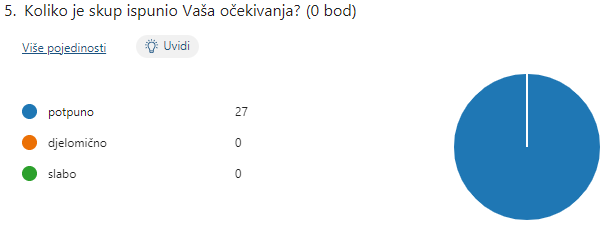 5. Koliko je skup ispunio Vaša očekivanja? (0 bod)
Više pojedinosti
Uvidi
potpuno 27
djelomično 0
slabo 0